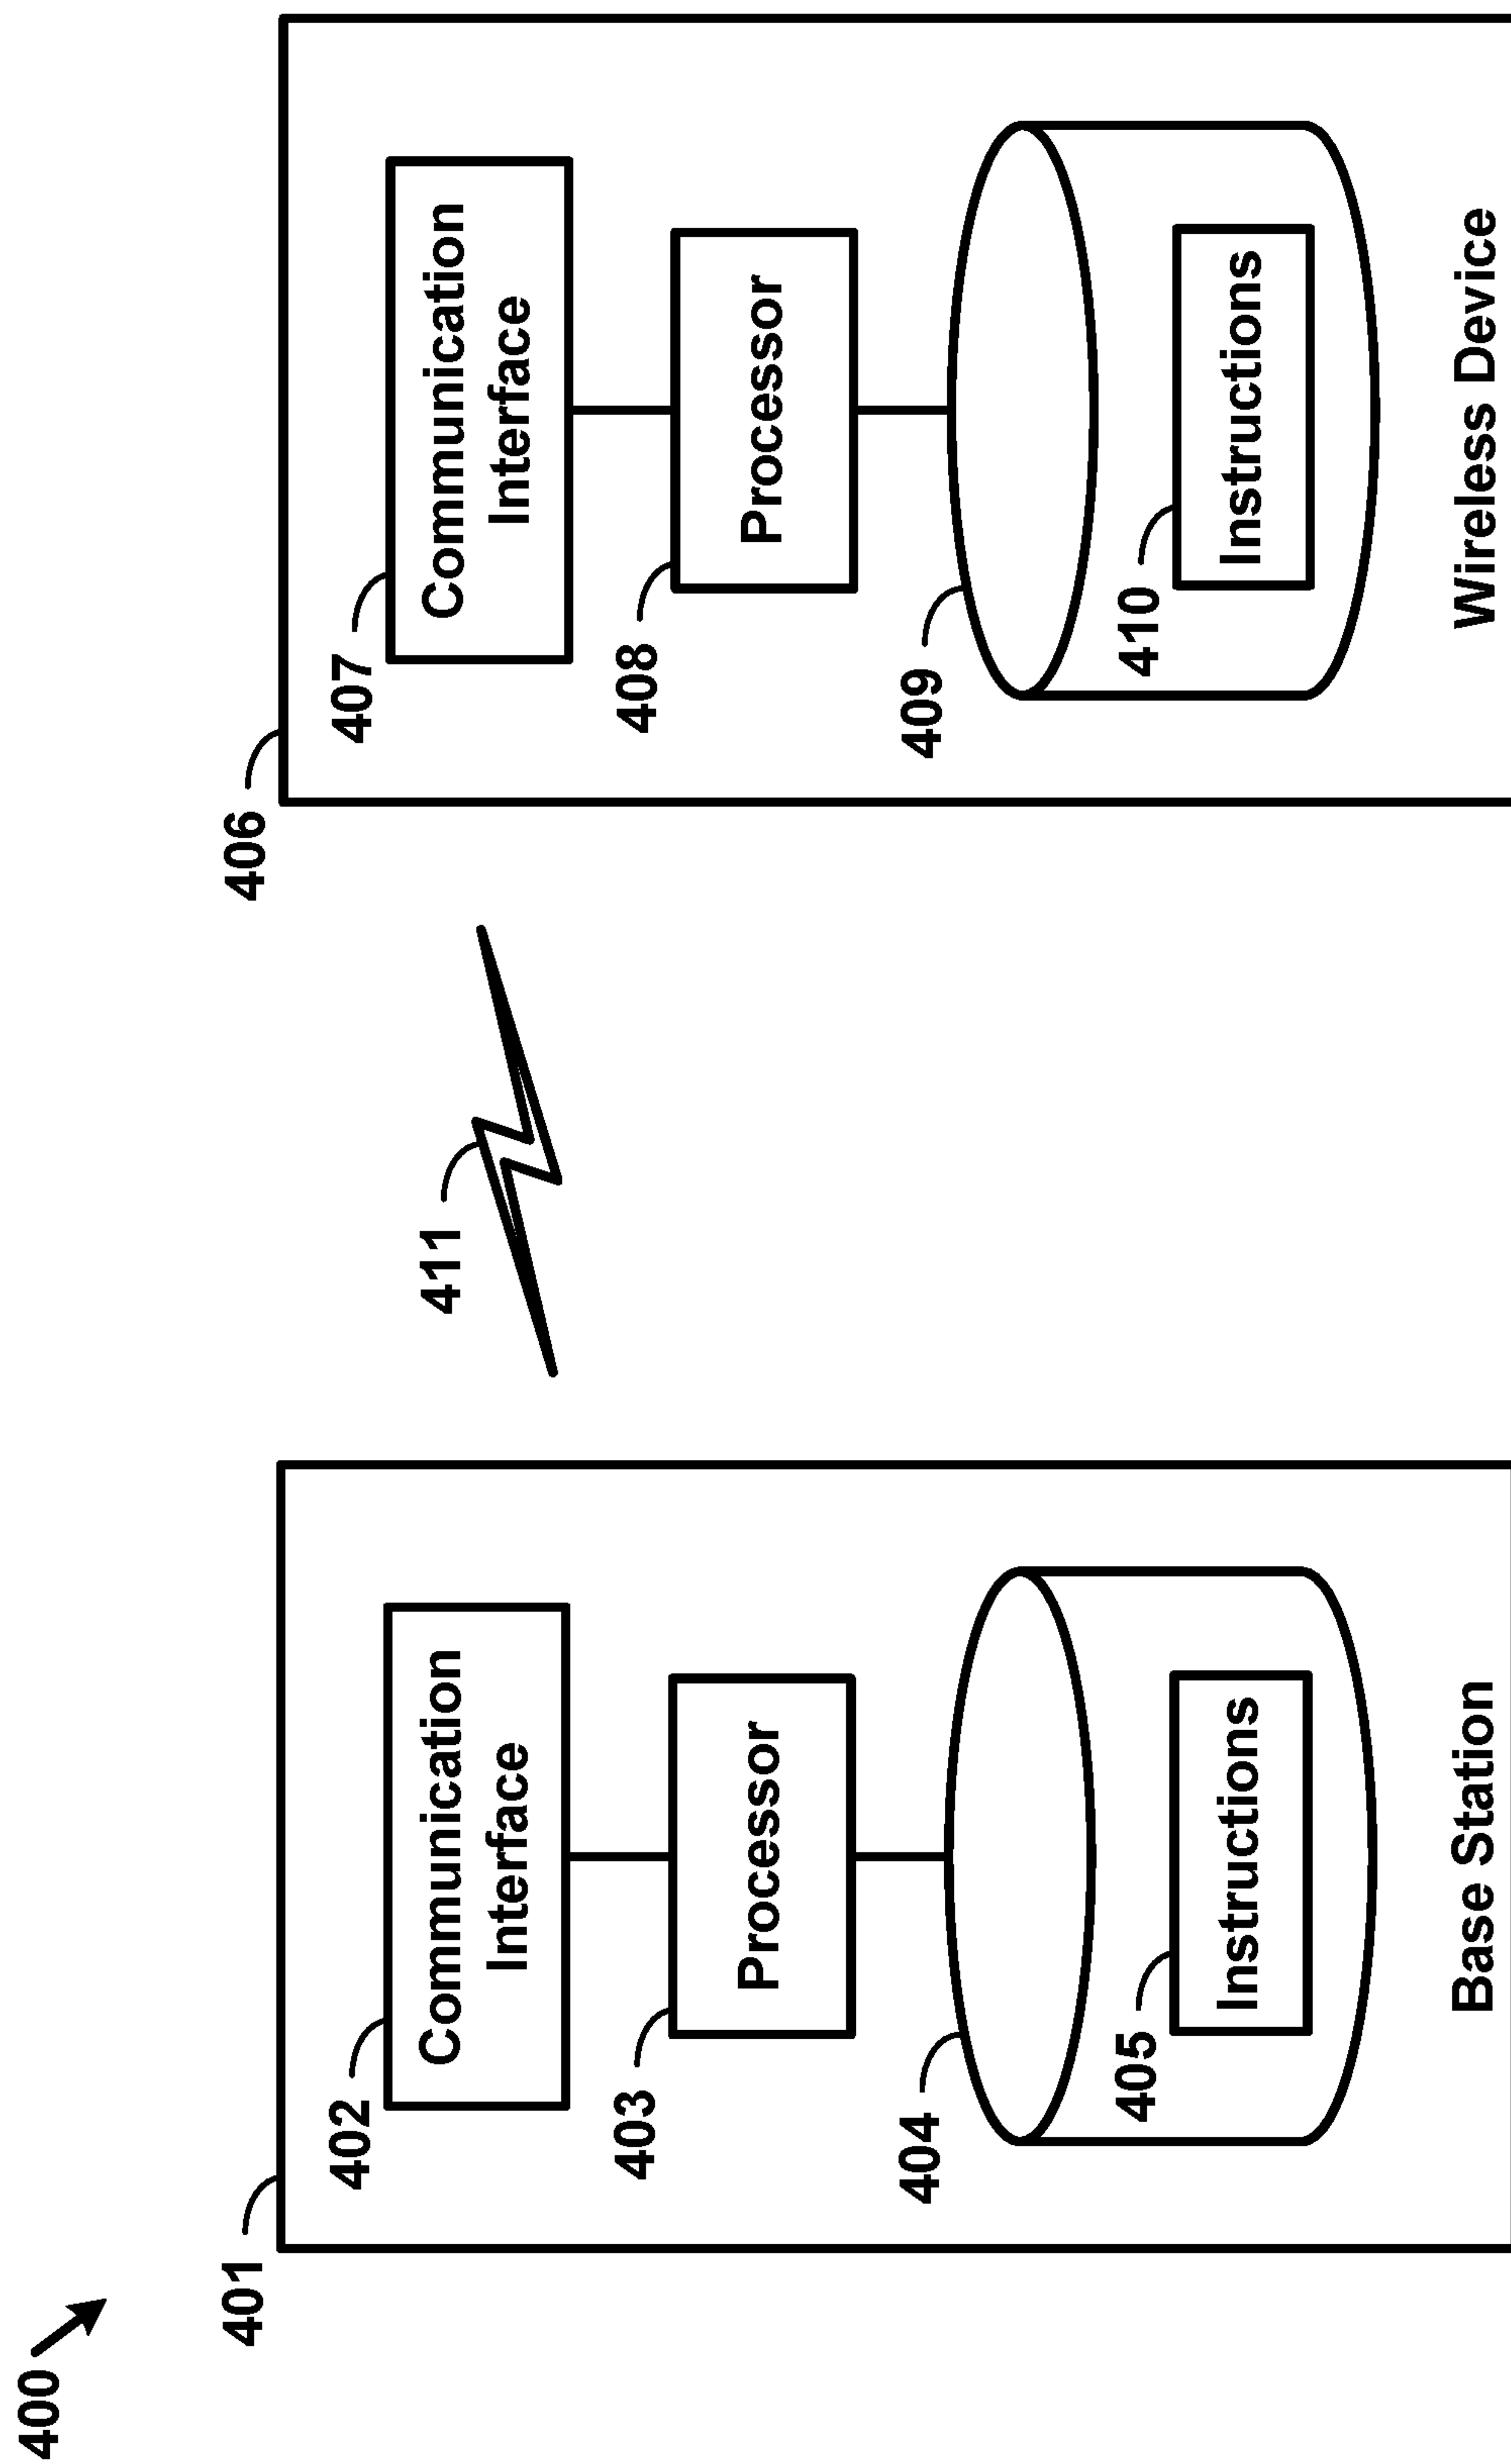 400
401
402
Communication
Interface
403
Processor
404
405
Instructions
Base Station
411
406
407
Communication
Interface
408
Processor
409
410
Instructions
Wireless Device